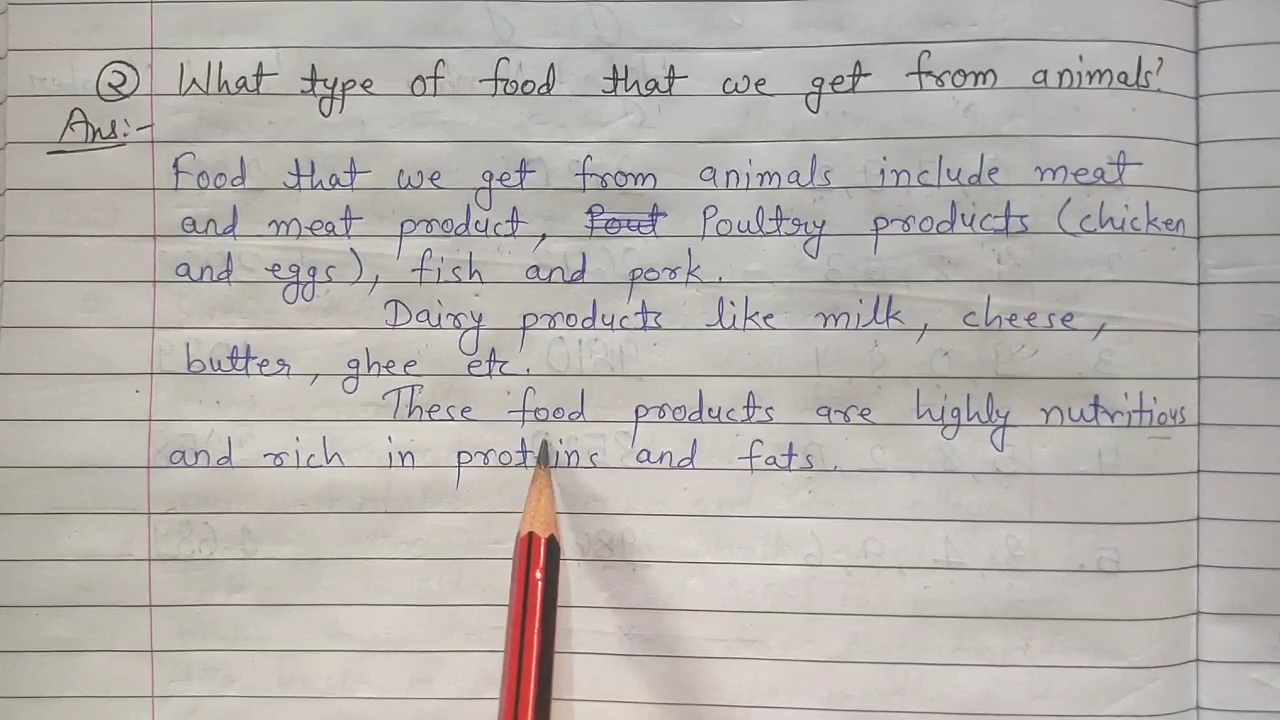 ② What type of food that we get from animals?
Ans:-
Food that we get from animals include meat
and meat product, Poultry products (chicken
and eggs), fish and pork.
Dairy products like milk, cheese,
butter, ghee etc.
These food products are highly nutritious
and rich in proteins and fats.